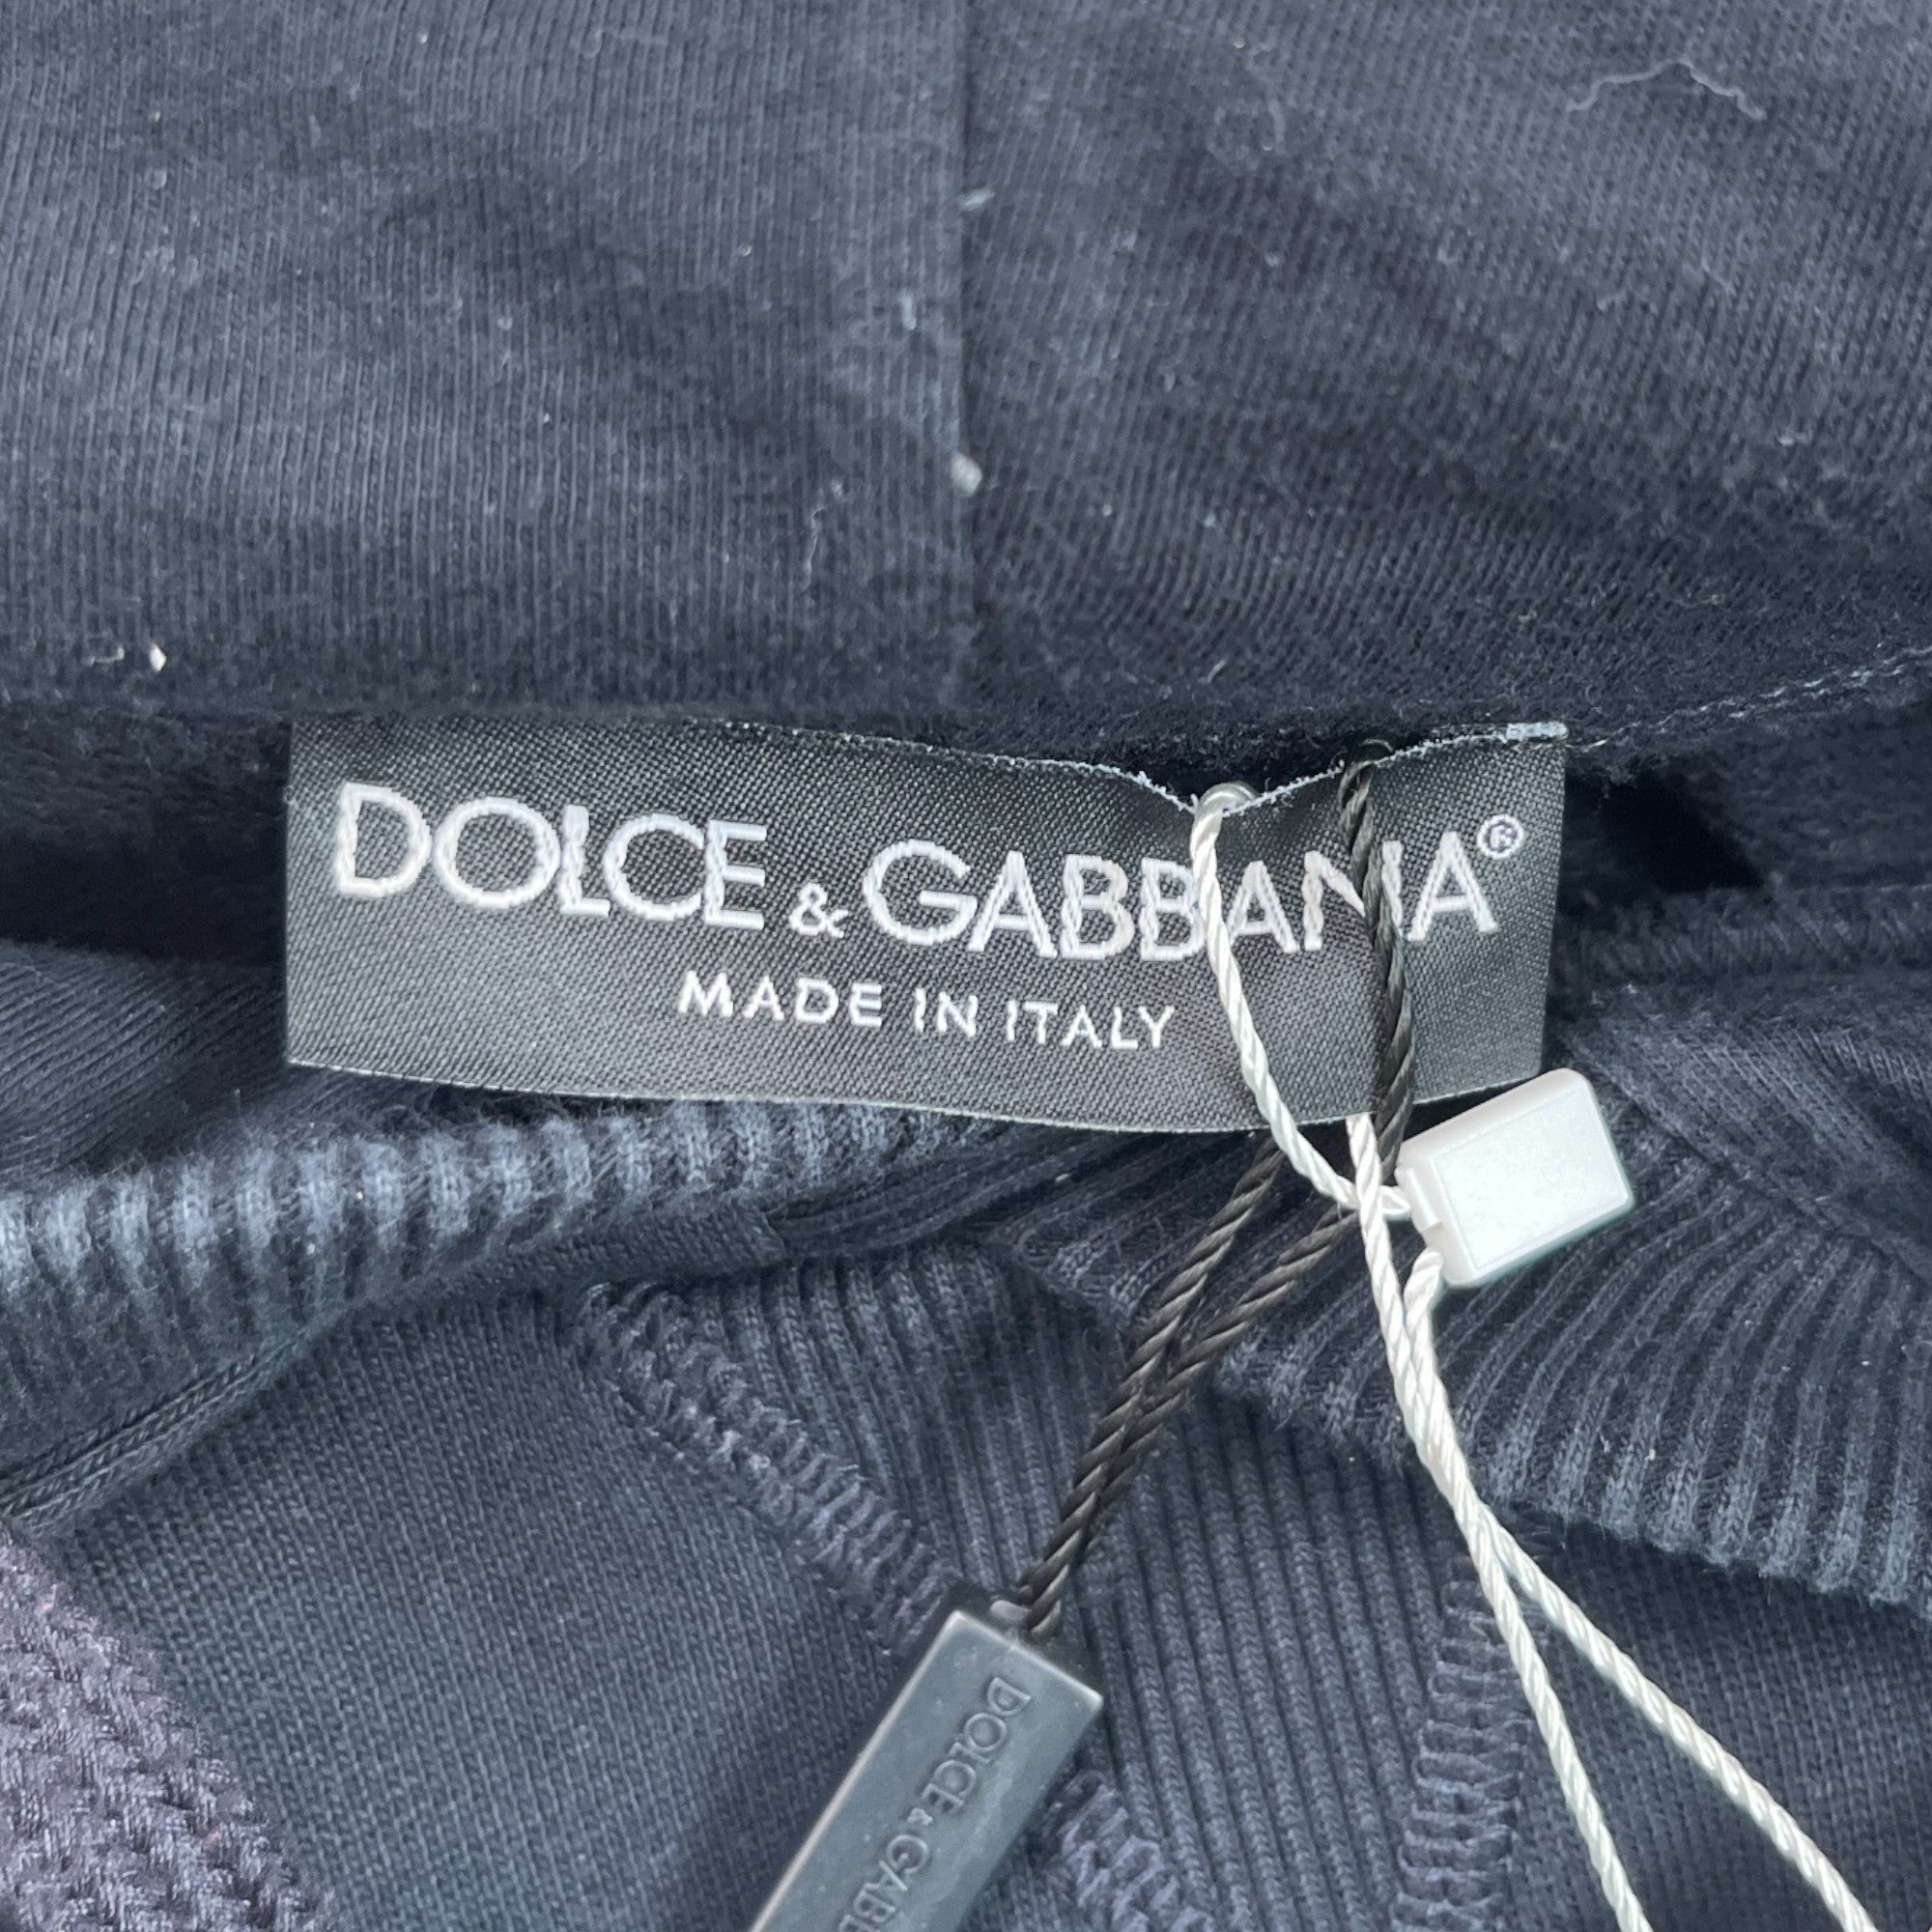 DOLCE & GABBANA®
MADE IN ITALY
DOLCE & GABB